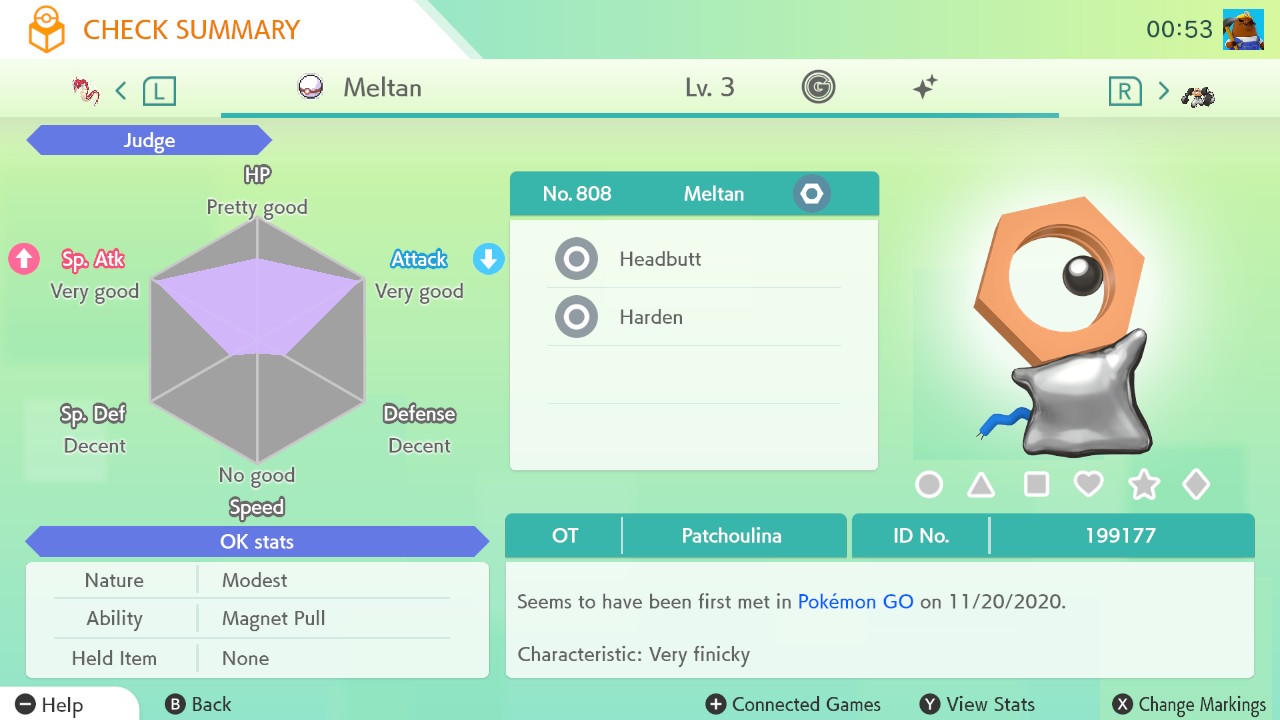 CHECK SUMMARY
00:53
L
Meltan
Lv. 3
G
R
Judge
HP
Pretty good
Sp. Atk
Very good
Attack
Very good
Sp. Def
Decent
Defense
Decent
No good
Speed
OK stats
Nature Modest
Ability Magnet Pull
Held Item None
No. 808 Meltan
Headbutt
Harden
OT Patchoulina ID No. 199177
Seems to have been first met in Pokémon GO on 11/20/2020.
Characteristic: Very finicky
Help
B Back
Connected Games
Y View Stats
X Change Markings